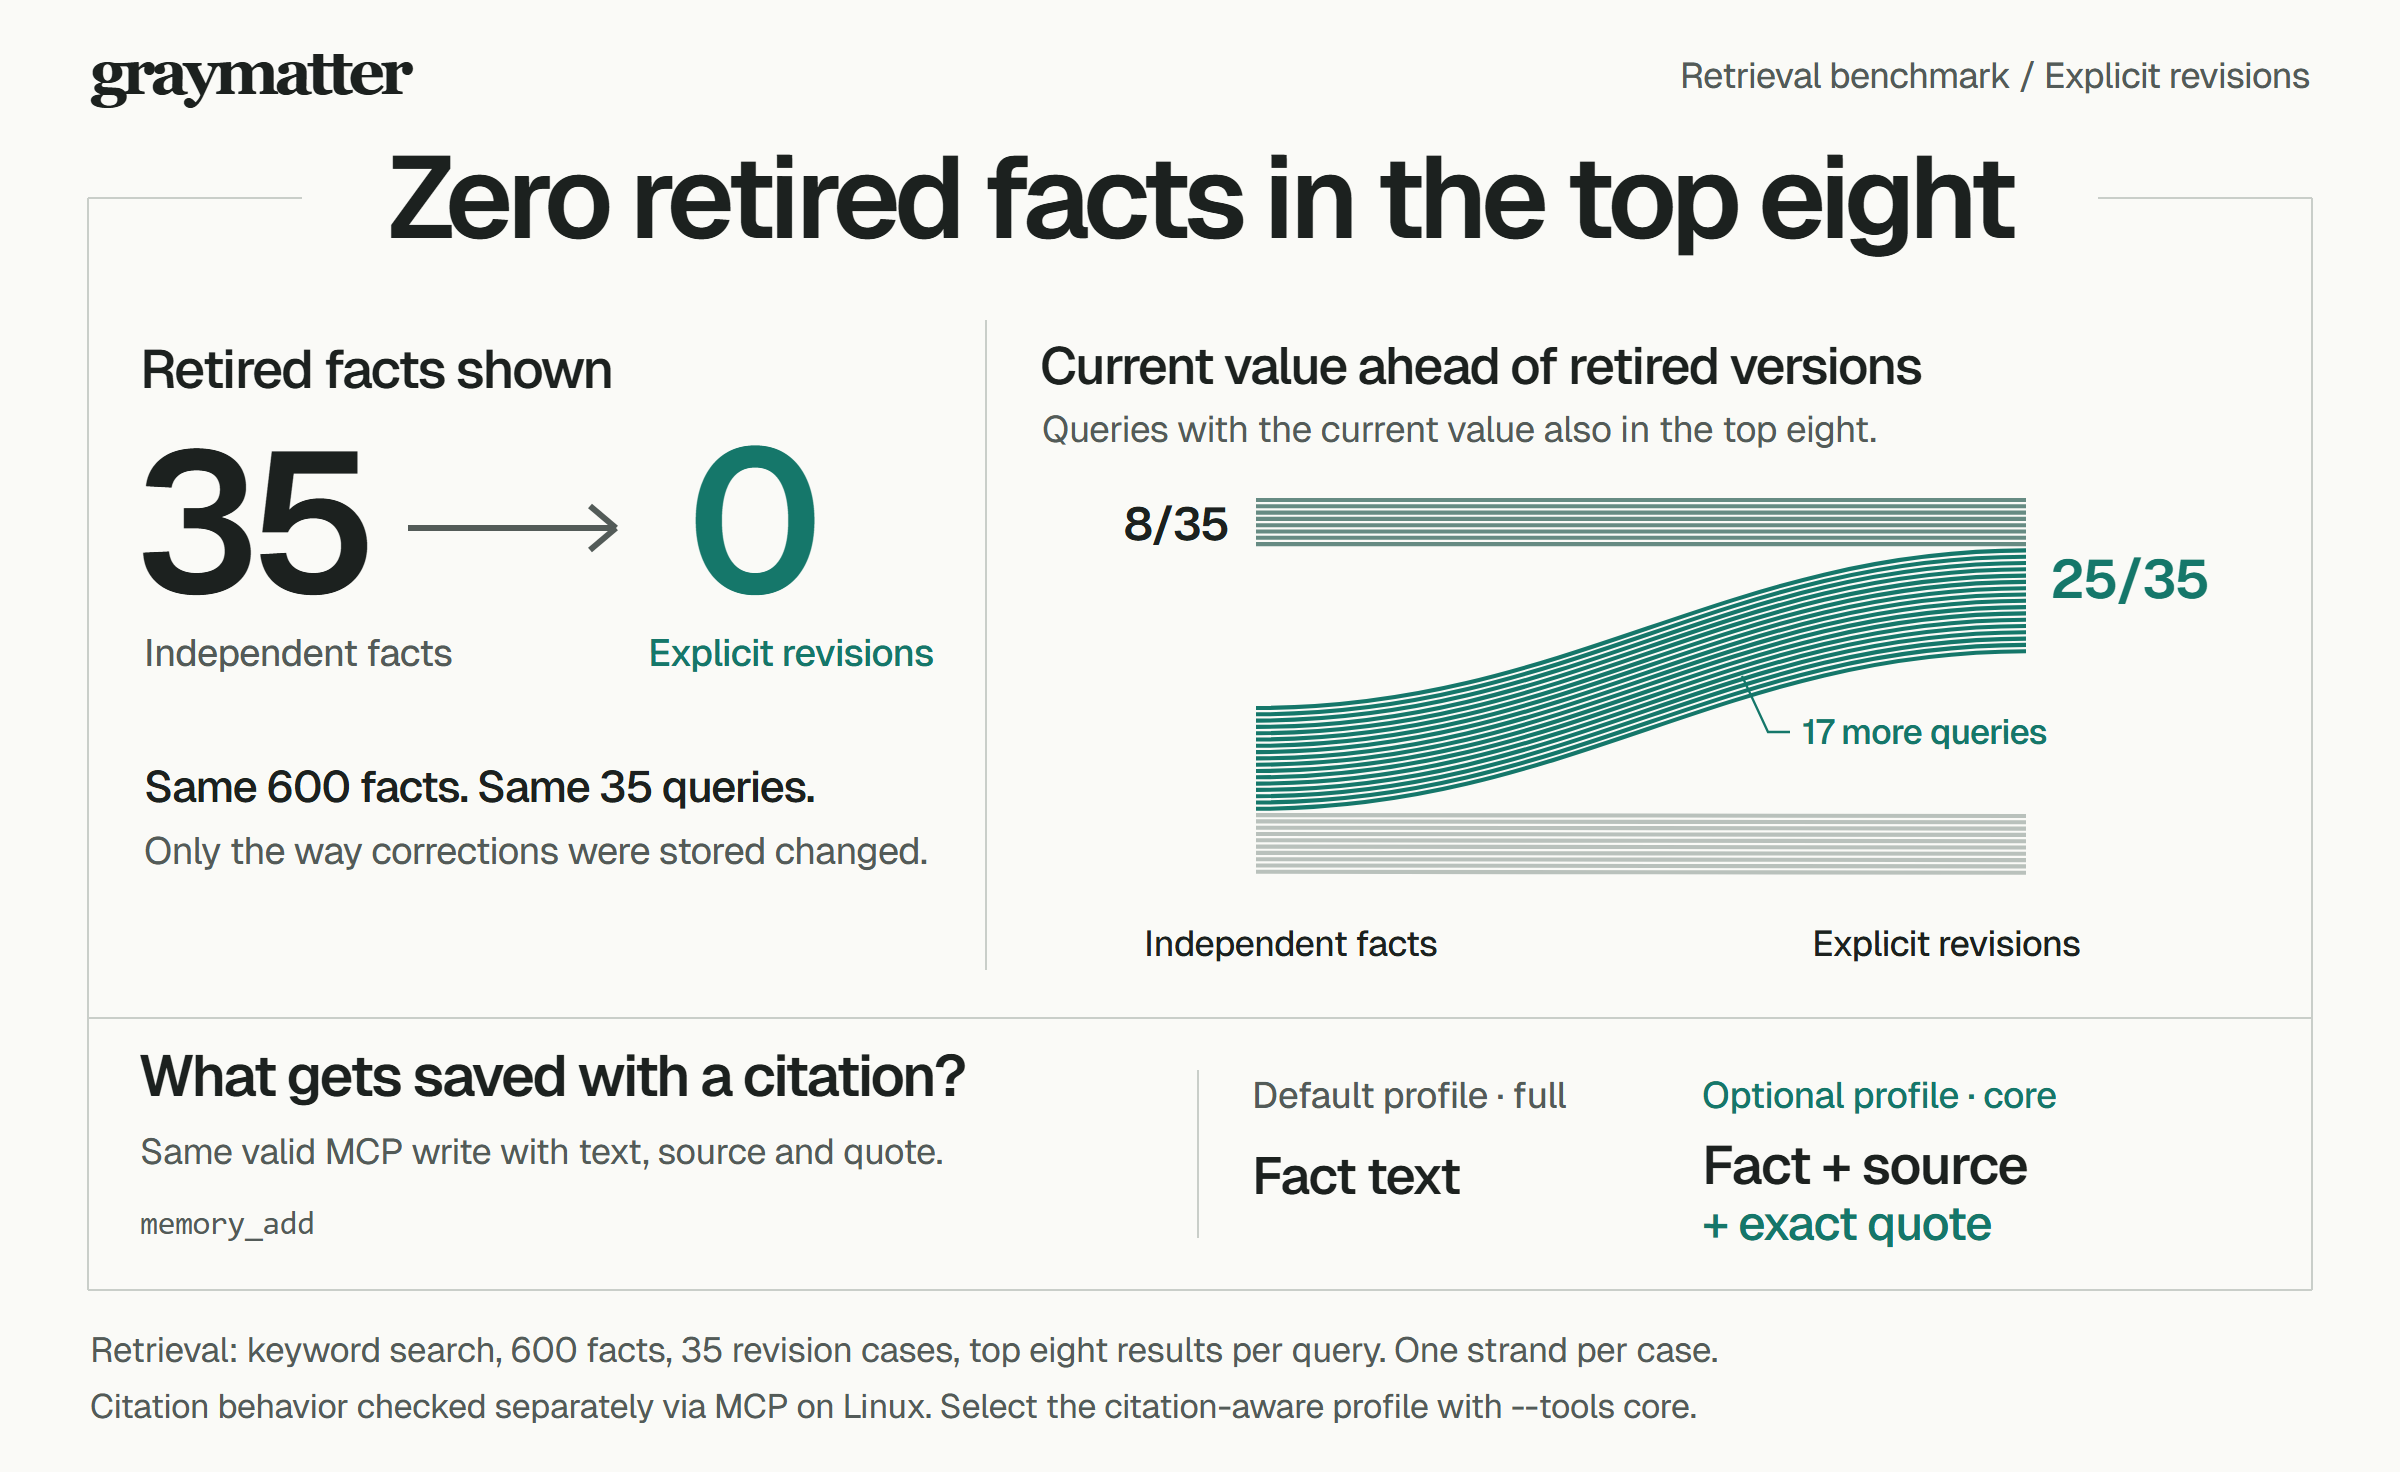 graymatter
Retrieval benchmark / Explicit revisions
Zero retired facts in the top eight
Retired facts shown
35
0
Independent facts
Explicit revisions
Same 600 facts. Same 35 queries.
Only the way corrections were stored changed.
Current value ahead of retired versions
Queries with the current value also in the top eight.
8/35
25/35
17 more queries
Independent facts
Explicit revisions
What gets saved with a citation?
Same valid MCP write with text, source and quote.
memory_add
Default profile · full
Fact text
Optional profile · core
Fact + source
+ exact quote
Retrieval: keyword search, 600 facts, 35 revision cases, top eight results per query. One strand per case.
Citation behavior checked separately via MCP on Linux. Select the citation-aware profile with --tools core.